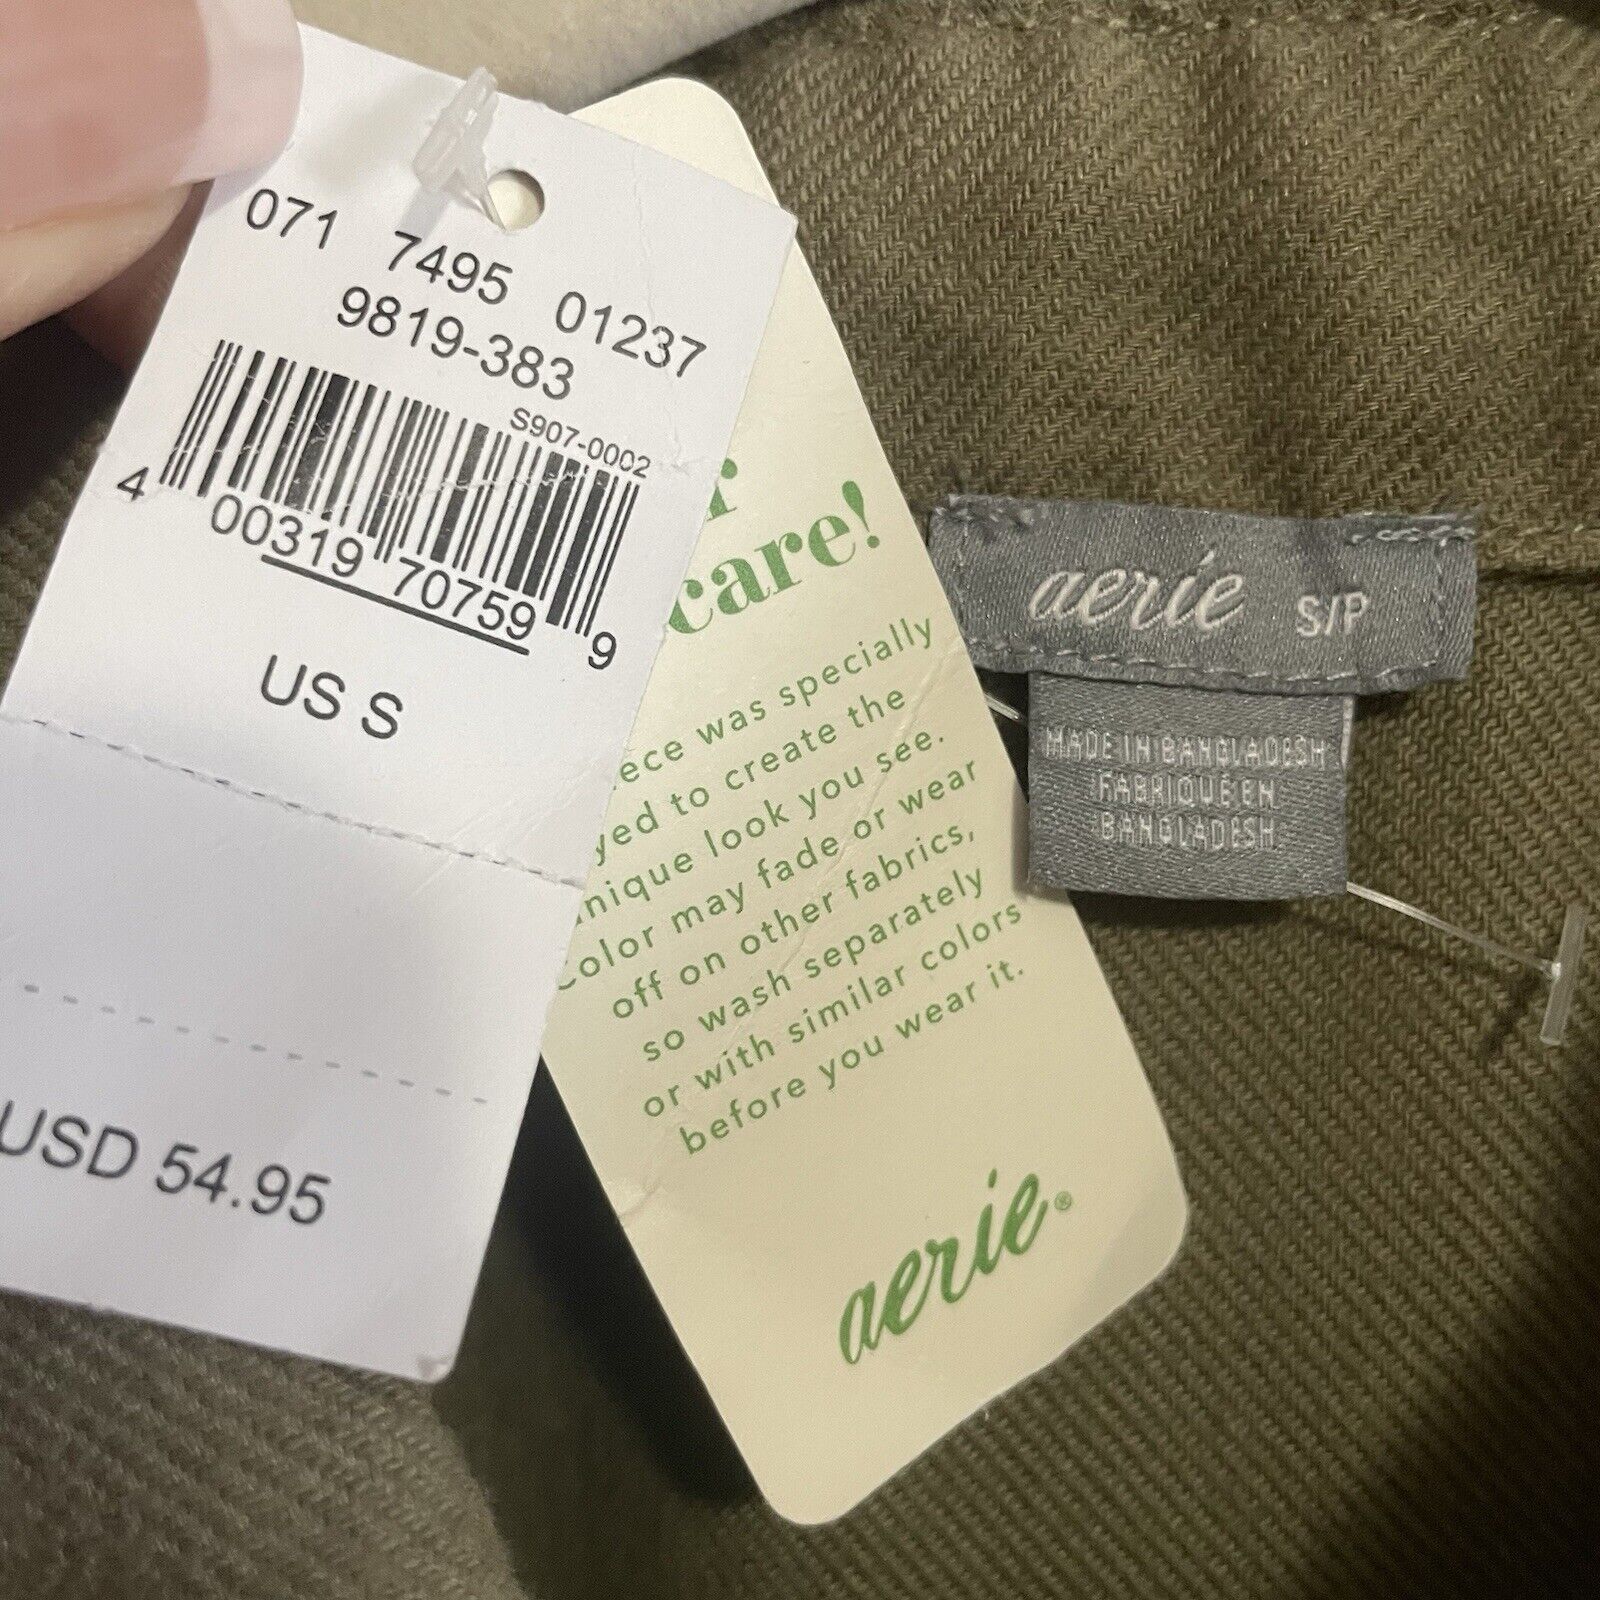 071 7495 01237
9819-383
S907-0002
4 00319 70759 9
US S
USD 54.95
care!
was specially
to create the
look you see.
may fade or wear
off on other fabrics,
so wash separately
or with similar colors
before you wear it.
aerie®
aerie S/P
MADE IN BANGLADESH
FABRIQUÉ EN
BANGLADESH